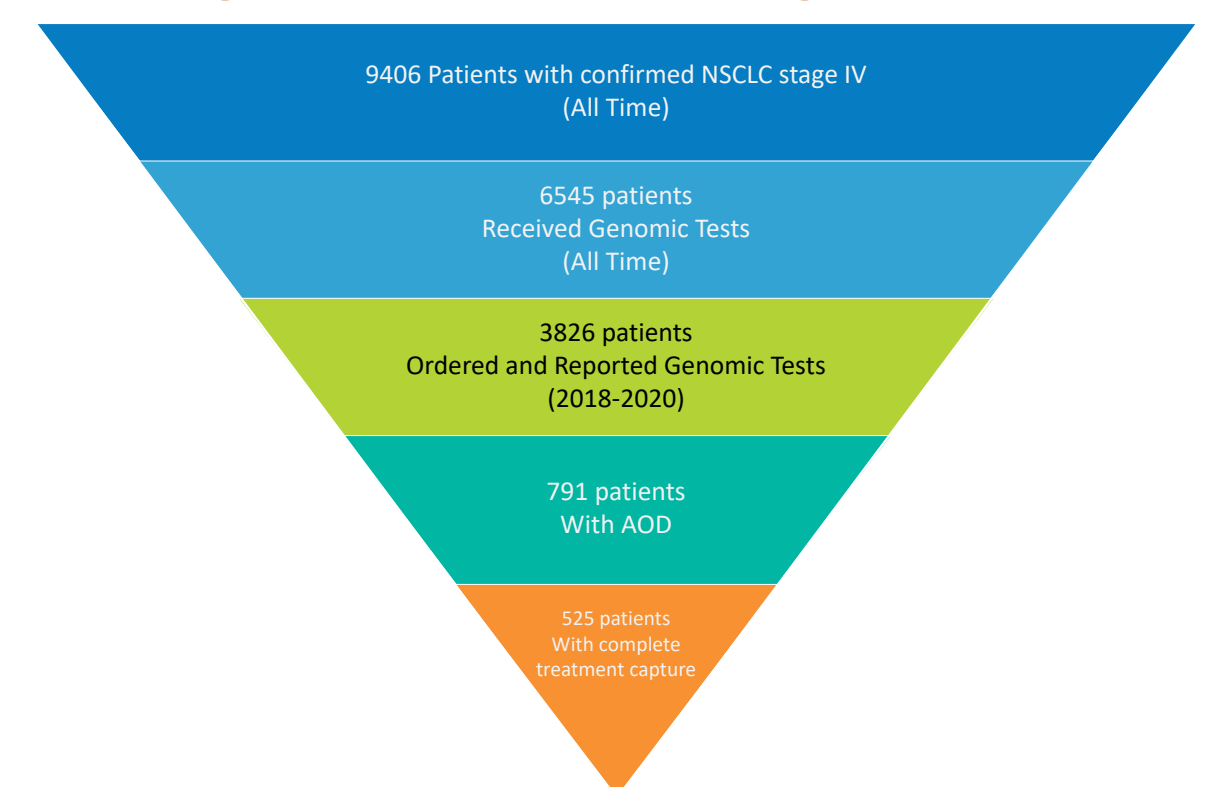 9406 Patients with confirmed NSCLC stage IV
(All Time)
6545 patients
Received Genomic Tests
(All Time)
3826 patients
Ordered and Reported Genomic Tests
(2018-2020)
791 patients
With AOD
525 patients
With complete
treatment capture